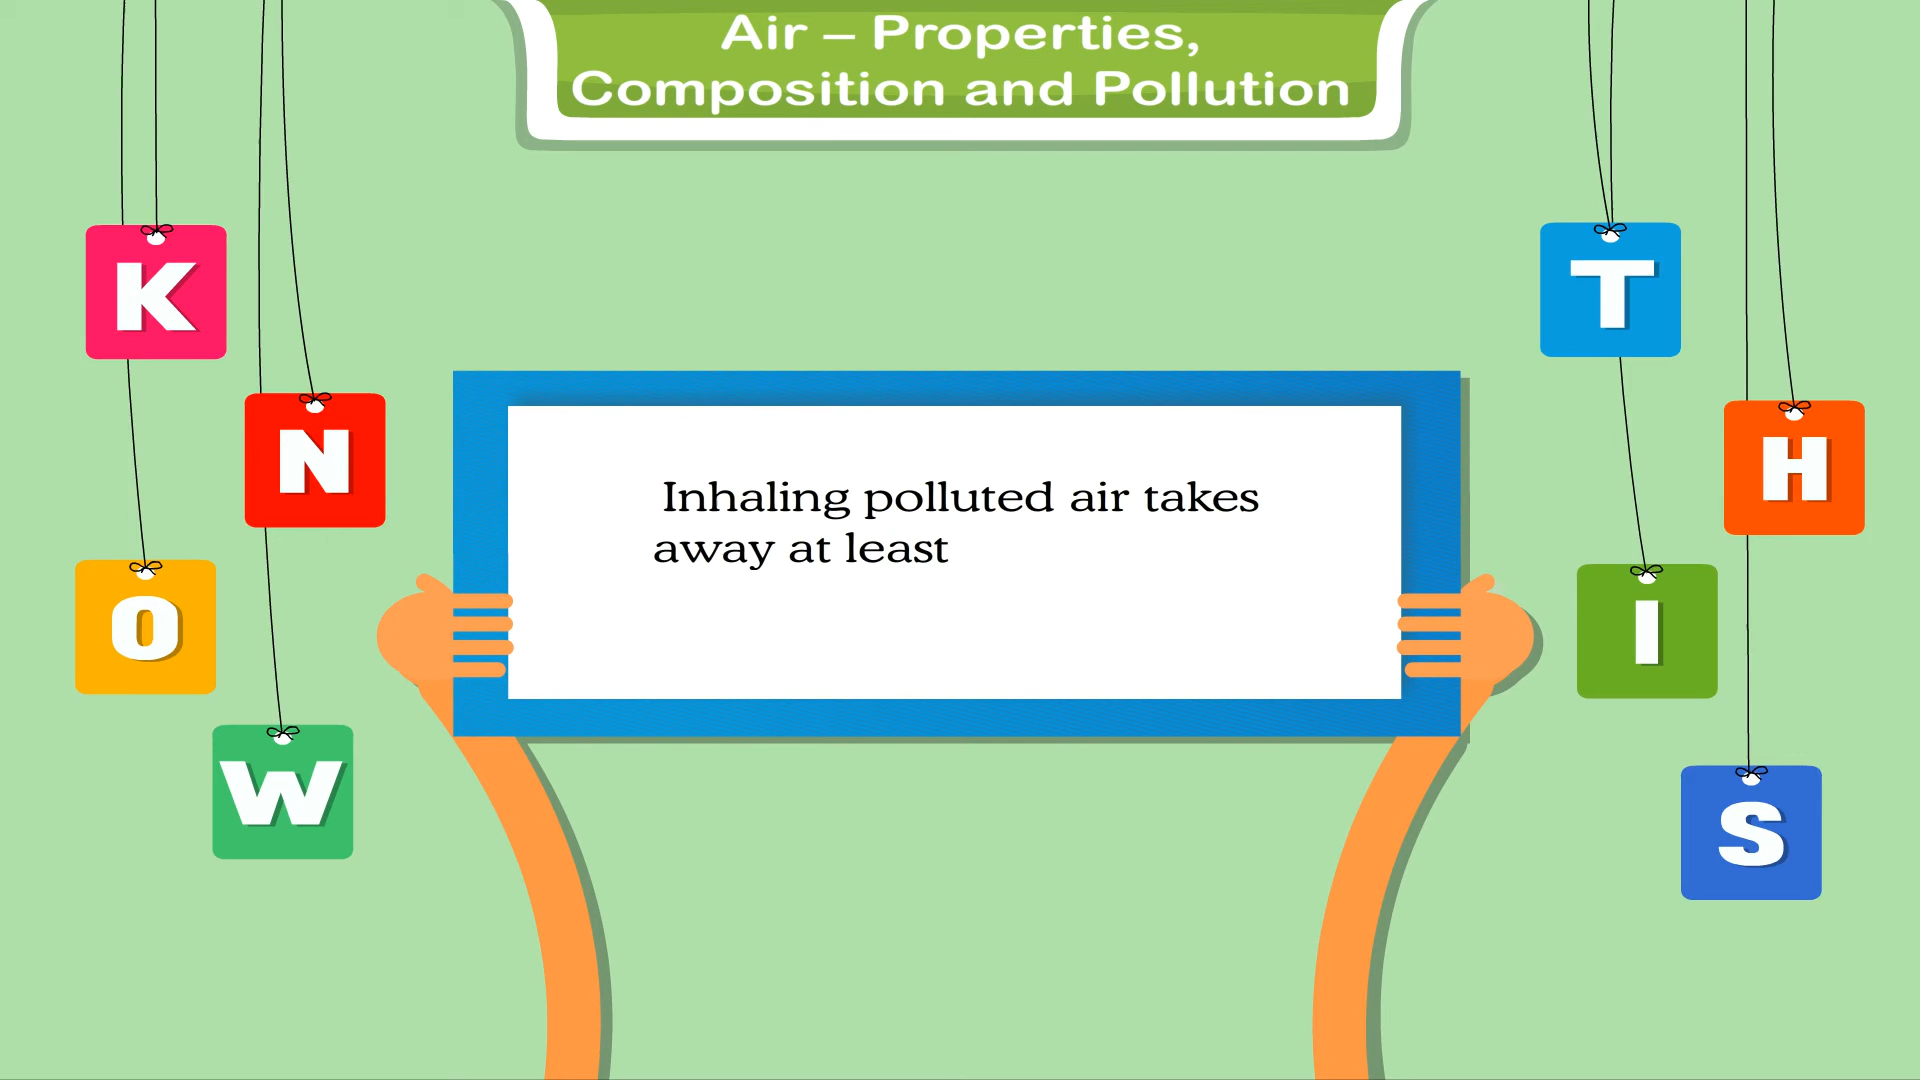 Air – Properties,
Composition and Pollution
K
N
O
W
T
H
I
S
Inhaling polluted air takes
away at least